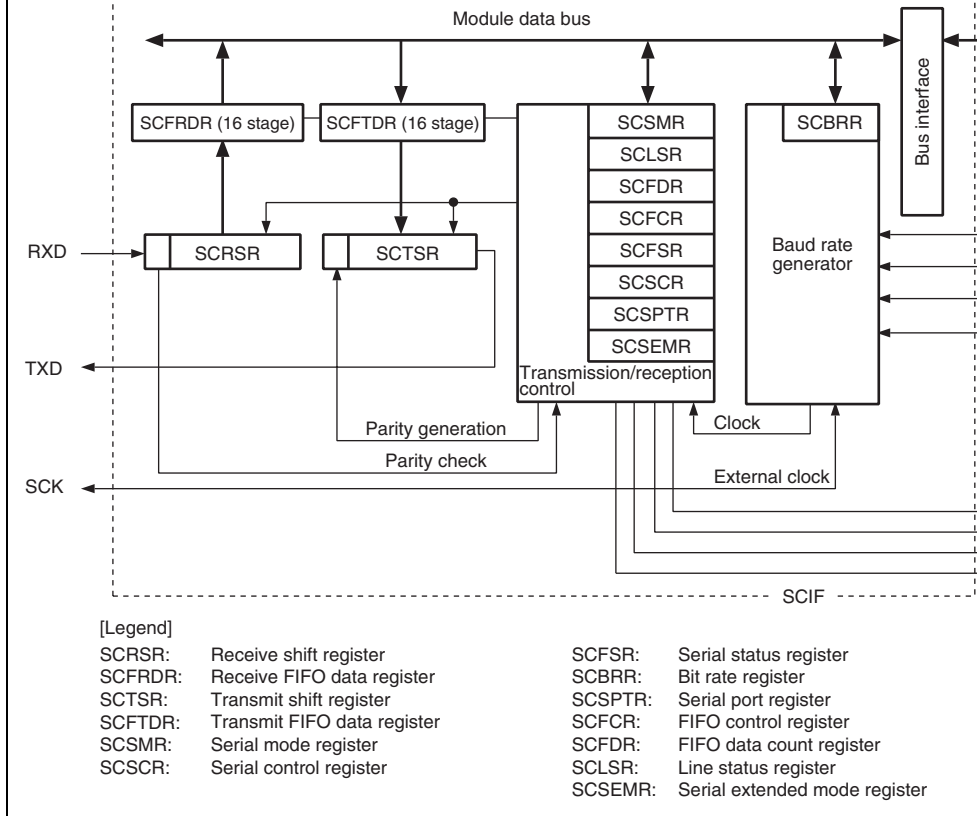 Module data bus
Bus interface
SCFRDR (16 stage)
SCFTDR (16 stage)
SCSMR
SCBRR
SCLSR
SCFDR
SCFCR
RXD
SCRSR
SCTSR
SCFSR
Baud rate
generator
SCSCR
SCSPTR
SCSEMR
TXD
Transmission/reception
control
Parity generation
Clock
Parity check
SCK
External clock
SCIF
[Legend]
SCRSR: Receive shift register
SCFRDR: Receive FIFO data register
SCTSR: Transmit shift register
SCFTDR: Transmit FIFO data register
SCSMR: Serial mode register
SCSCR: Serial control register
SCFSR: Serial status register
SCBRR: Bit rate register
SCSPTR: Serial port register
SCFCR: FIFO control register
SCFDR: FIFO data count register
SCLSR: Line status register
SCSEMR: Serial extended mode register